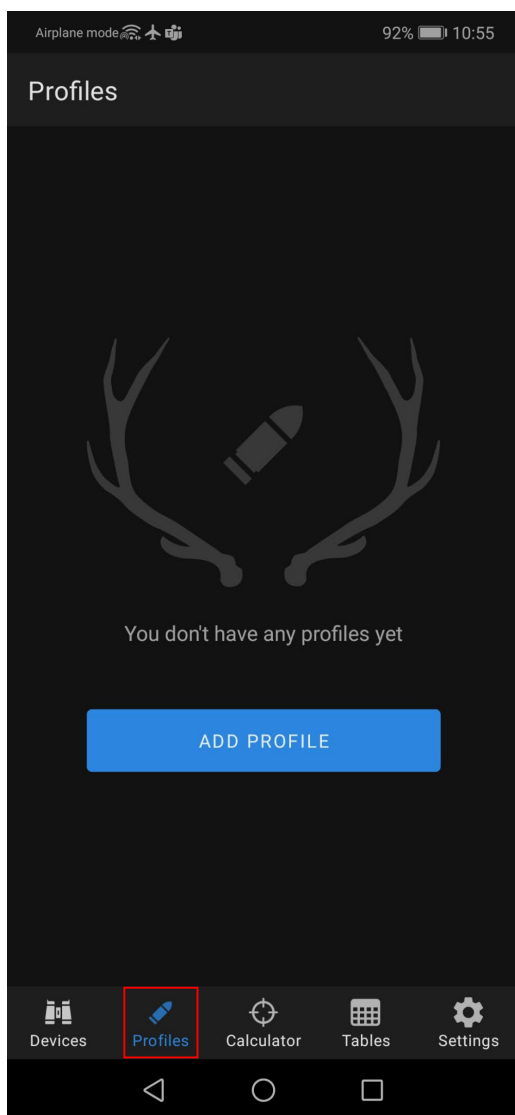 Airplane mode 92% 10:55
Profiles
You don't have any profiles yet
ADD PROFILE
Devices Profiles Calculator Tables Settings